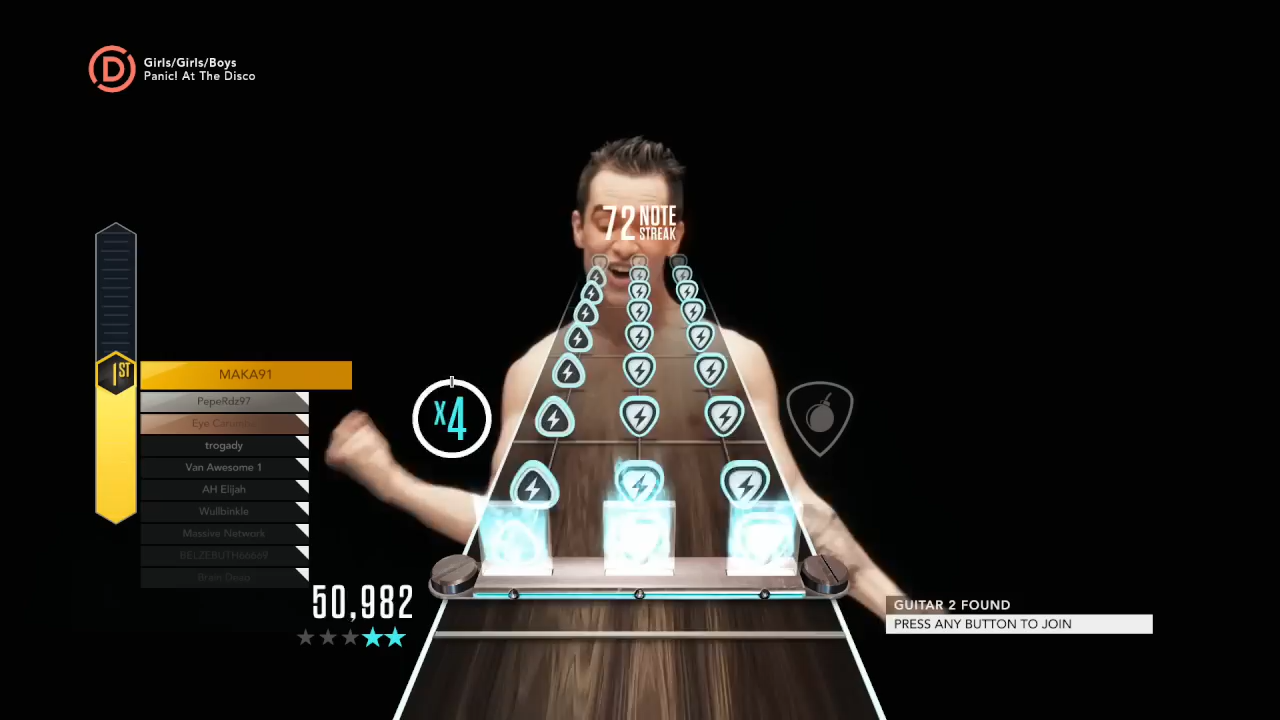 D
Girls/Girls/Boys
Panic! At The Disco
72 NOTE
STREAK
1ST
MAKA91
PepeRdz97
trogady
Van Awesome 1
AH Elijah
Wullbinkle
Massive Network
x4
50,982
GUITAR 2 FOUND
PRESS ANY BUTTON TO JOIN